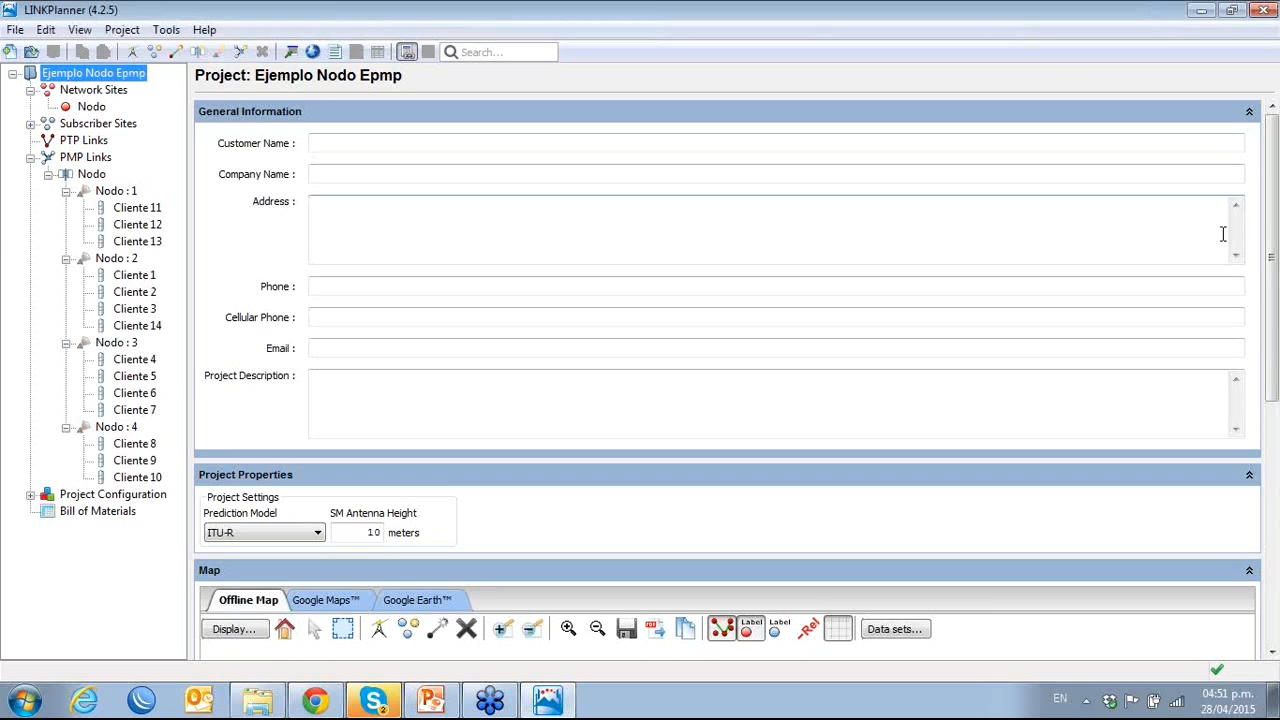 LINKPlanner (4.2.5)
File Edit View Project Tools Help
Search...
Ejemplo Nodo Epmp
Network Sites
Nodo
Subscriber Sites
PTP Links
PMP Links
Nodo
Nodo : 1
Cliente 11
Cliente 12
Cliente 13
Nodo : 2
Cliente 1
Cliente 2
Cliente 3
Cliente 14
Nodo : 3
Cliente 4
Cliente 5
Cliente 6
Cliente 7
Nodo : 4
Cliente 8
Cliente 9
Cliente 10
Project Configuration
Bill of Materials
Project: Ejemplo Nodo Epmp
General Information
Customer Name :
Company Name :
Address :
Phone :
Cellular Phone :
Email :
Project Description :
Project Properties
Project Settings
Prediction Model SM Antenna Height
ITU-R 10 meters
Map
Offline Map Google Maps™ Google Earth™
Display... Label Label -Rel Data sets...
EN 04:51 p.m.
28/04/2015